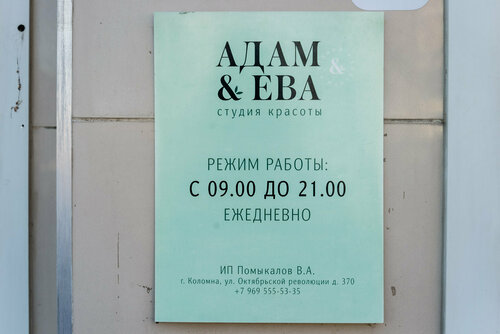 АДАМ &
& ЕВА
студия красоты
РЕЖИМ РАБОТЫ:
С 09.00 ДО 21.00
ЕЖЕДНЕВНО
ИП Помыкалов В.А.
г. Коломна, ул. Октябрьской революции д. 370
+7 969 555-53-35